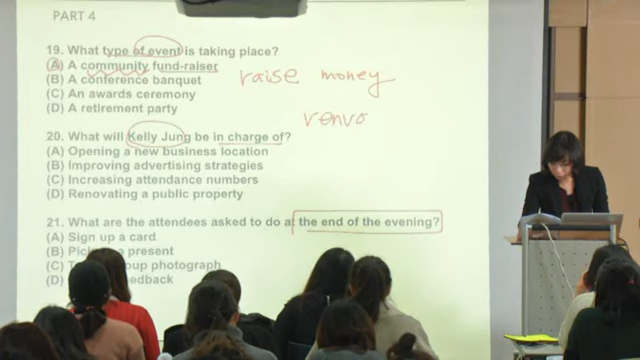 PART 4
19. What type of event is taking place?
(A) A community fund-raiser
(B) A conference banquet
(C) An awards ceremony
(D) A retirement party
raise money
renvo
20. What will Kelly Jung be in charge of?
(A) Opening a new business location
(B) Improving advertising strategies
(C) Increasing attendance numbers
(D) Renovating a public property
21. What are the attendees asked to do at the end of the evening?
(A) Sign up a card
(B) Pick a present
(C) oup photograph
(D) edback